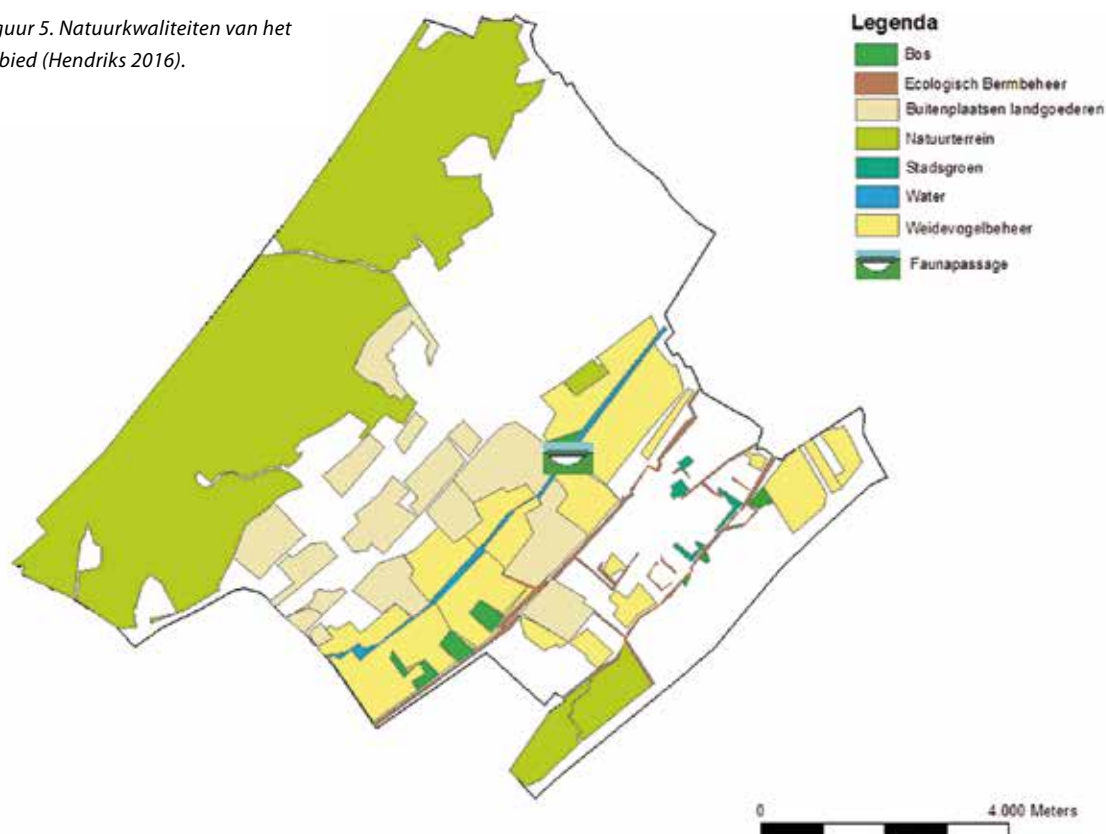 guur 5. Natuurkwaliteiten van het
bied (Hendriks 2016).
Legenda
Bos
Ecologisch Bermbeheer
Buitenplaatsen landgoederen
Natuurterrein
Stadsgroen
Water
Weidevogelbeheer
Faunapassage
0 4.000 Meters